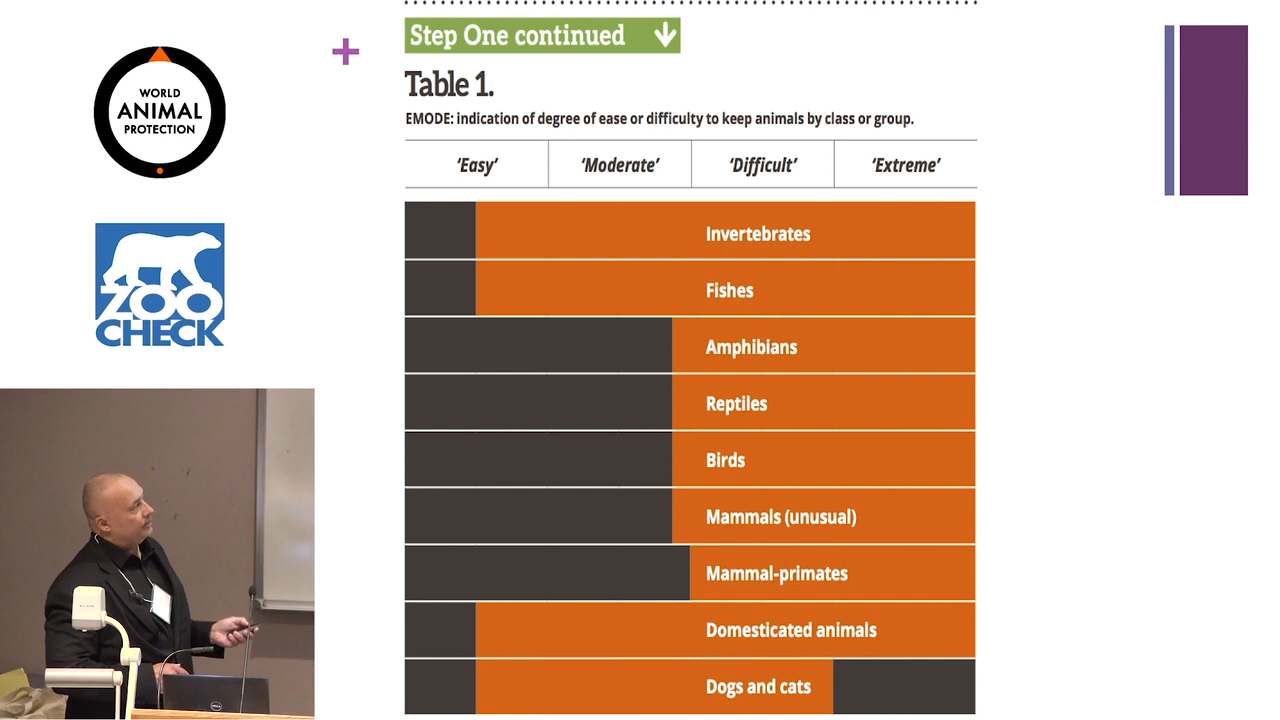 WORLD
ANIMAL
PROTECTION
ZOO
CHECK
+
Step One continued
Table 1.
EMODE: indication of degree of ease or difficulty to keep animals by class or group.
‘Easy’ ‘Moderate’ ‘Difficult’ ‘Extreme’
Invertebrates
Fishes
Amphibians
Reptiles
Birds
Mammals (unusual)
Mammal-primates
Domesticated animals
Dogs and cats
DELL